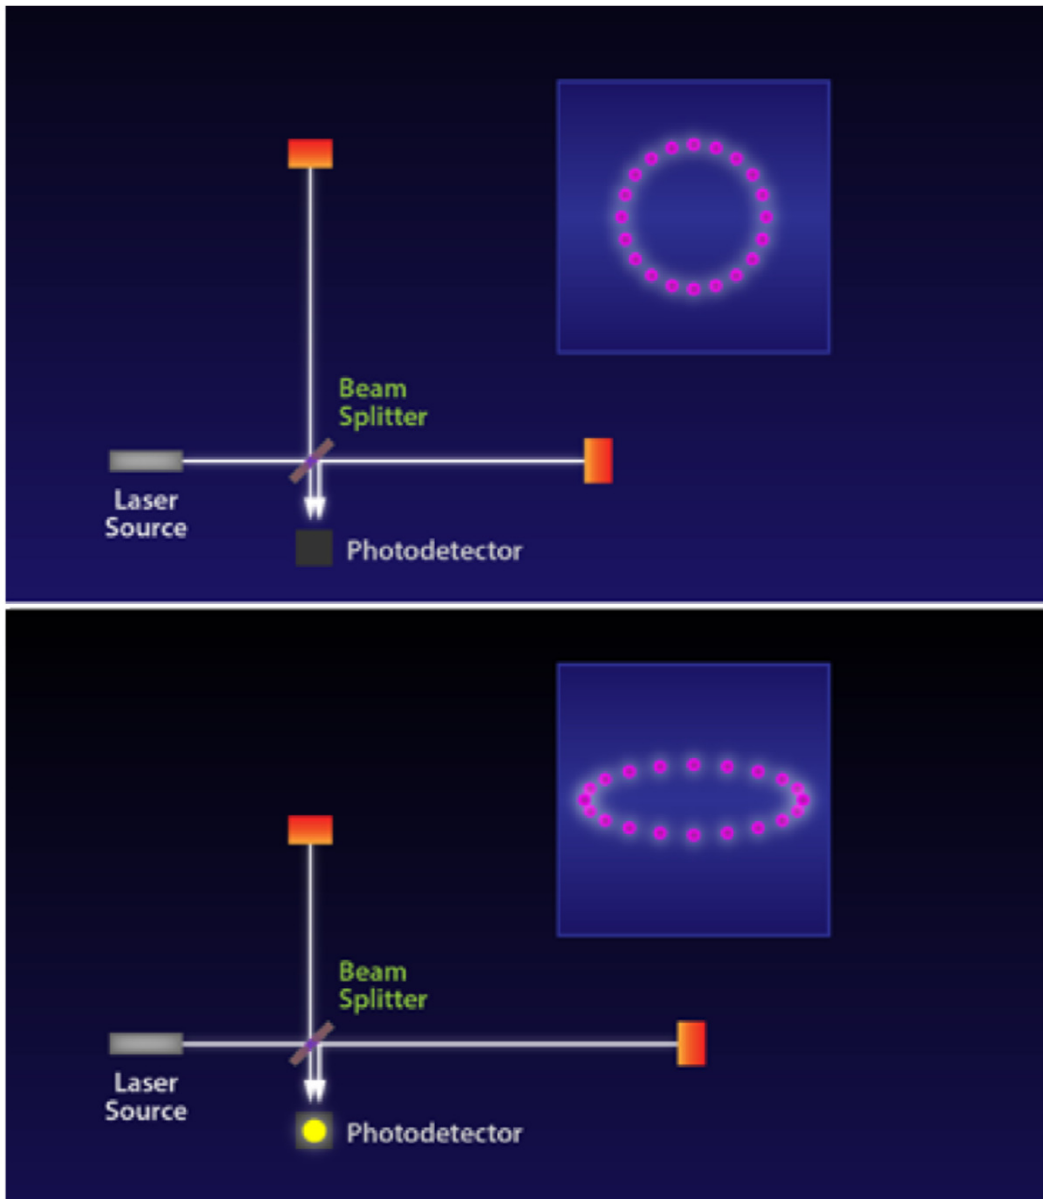 Beam
Splitter
Laser
Source
Photodetector
Beam
Splitter
Laser
Source
Photodetector